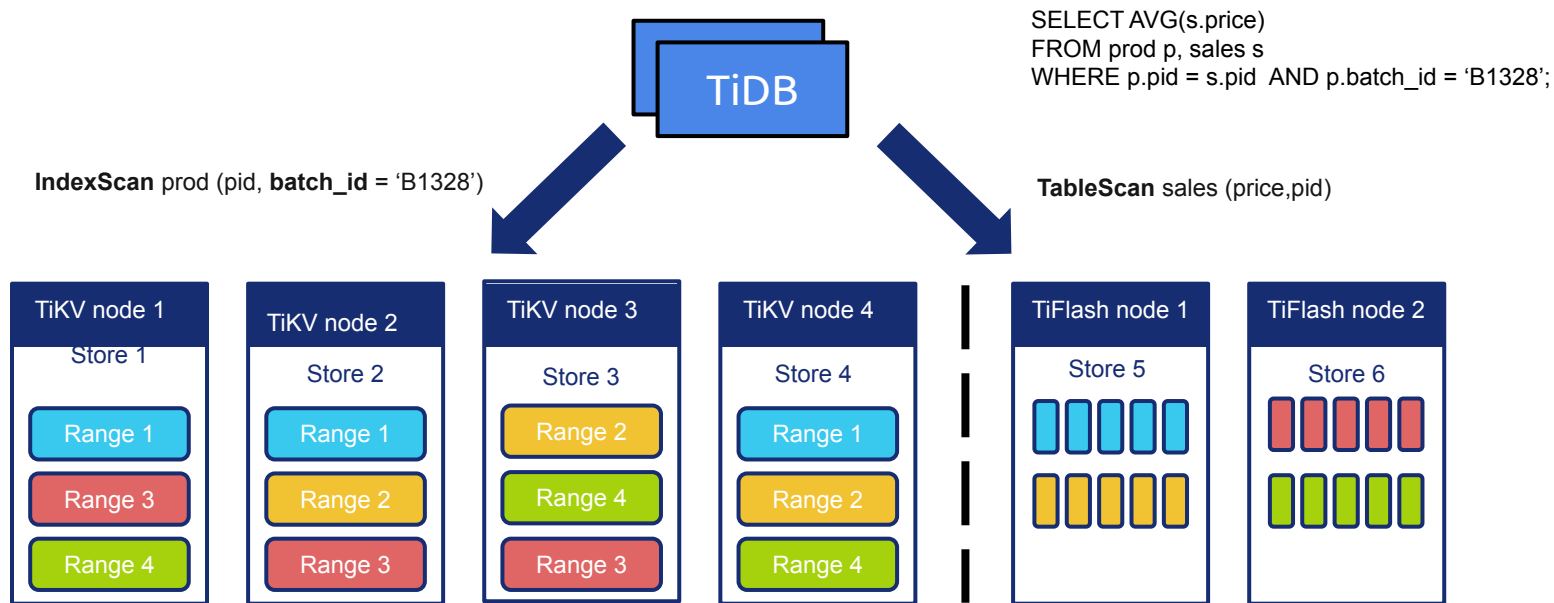 SELECT AVG(s.price)
FROM prod p, sales s
WHERE p.pid = s.pid  AND p.batch_id = ‘B1328’;
TiDB
IndexScan prod (pid, batch_id = ‘B1328’)
TableScan sales (price,pid)
TiKV node 1
Store 1
Range 1
Range 3
Range 4
TiKV node 2
Store 2
Range 1
Range 2
Range 3
TiKV node 3
Store 3
Range 2
Range 4
Range 3
TiKV node 4
Store 4
Range 1
Range 2
Range 4
TiFlash node 1
Store 5
TiFlash node 2
Store 6